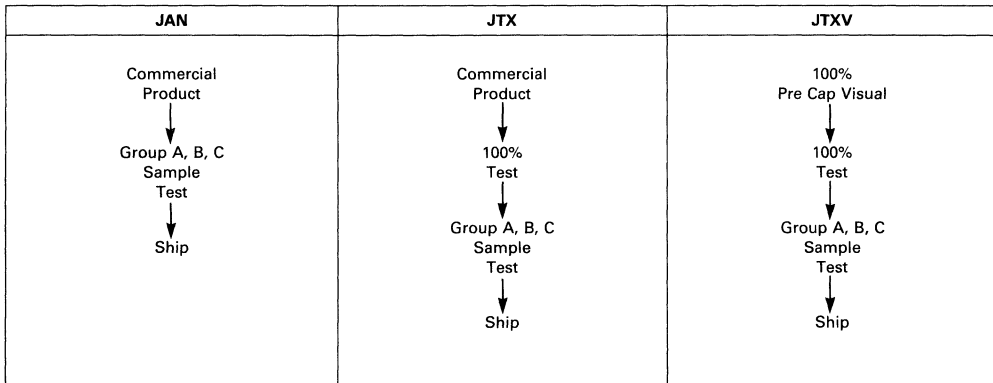 JAN
JTX
JTXV
Commercial
Product
Group A, B, C
Sample
Test
Ship
Commercial
Product
100%
Test
Group A, B, C
Sample
Test
Ship
100%
Pre Cap Visual
100%
Test
Group A, B, C
Sample
Test
Ship